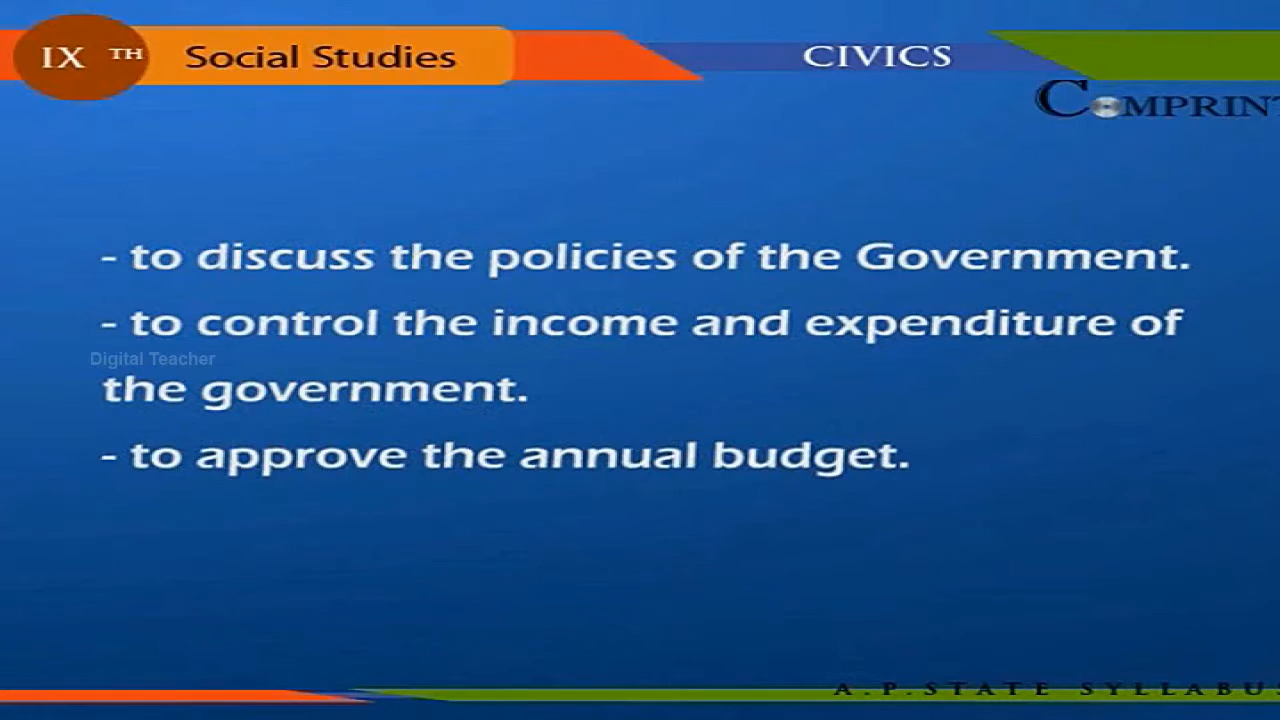 IX TH Social Studies CIVICS
COMPRINT
- to discuss the policies of the Government.
- to control the income and expenditure of
Digital Teacher
the government.
- to approve the annual budget.
A.P.STATE SYLLABUS